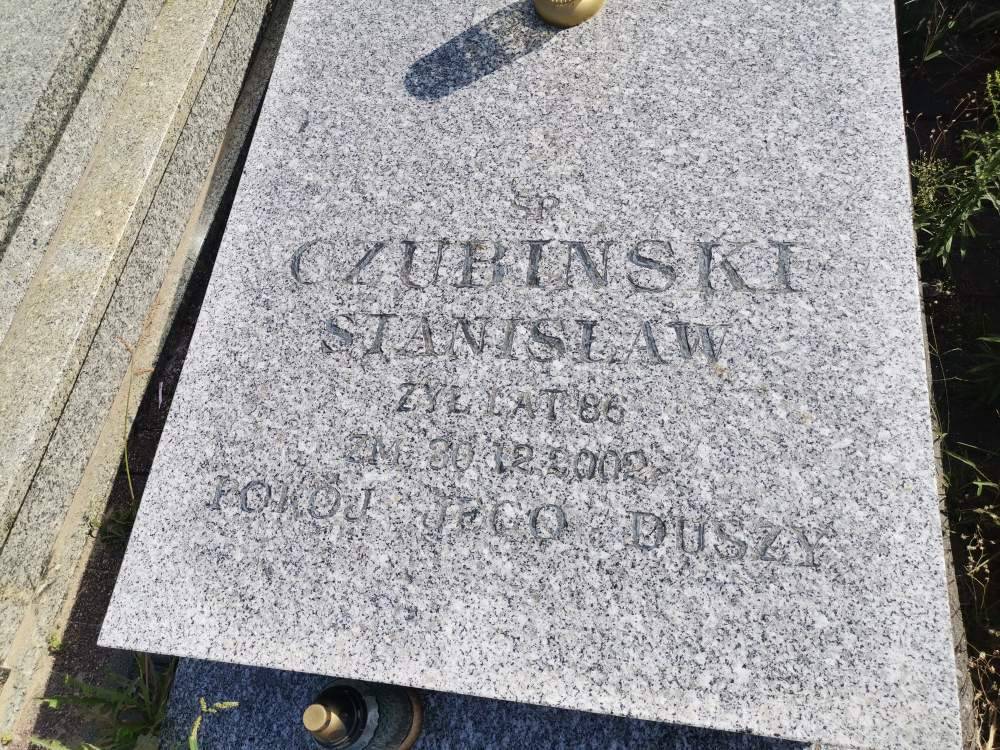 ŚP
CZUBIŃSKI
STANISŁAW
ŻYŁ LAT 86
ZM. 30.12.2002
POKÓJ JEGO DUSZY